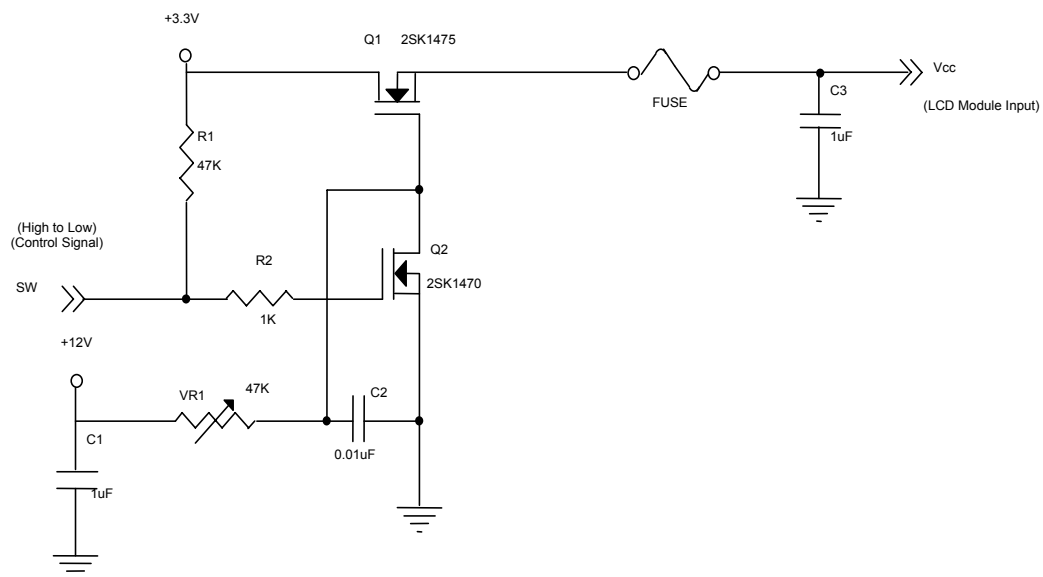 +3.3V
Q1 2SK1475
Vcc
FUSE
C3
(LCD Module Input)
1uF
R1
47K
(High to Low)
(Control Signal)
Q2
R2
2SK1470
SW
1K
+12V
VR1
47K
C2
C1
0.01uF
1uF